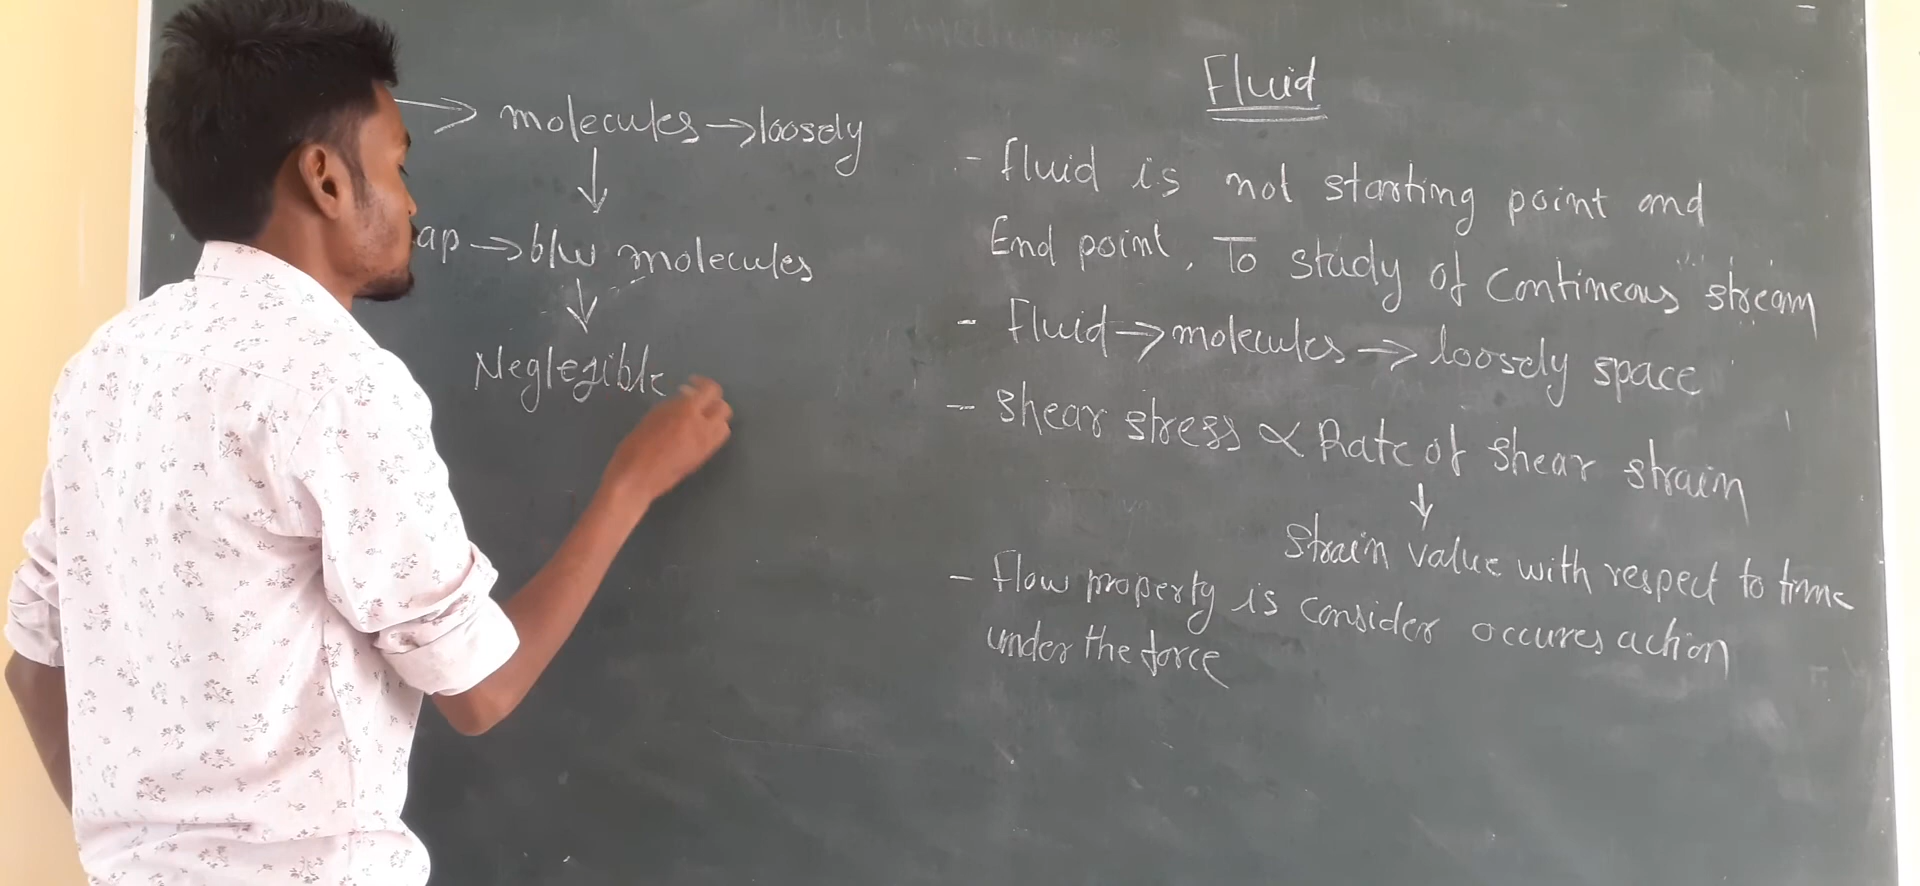 → molecules → loosely
↓
ap → b/w molecules
↓
Neglegible
Fluid
- fluid is not starting point and
End point, To study of Contineous stream
- Fluid → molecules → loosely space
- shear stress ∝ Rate of shear strain
↓
strain value with respect to time
- flow property is consider occures action
under the force